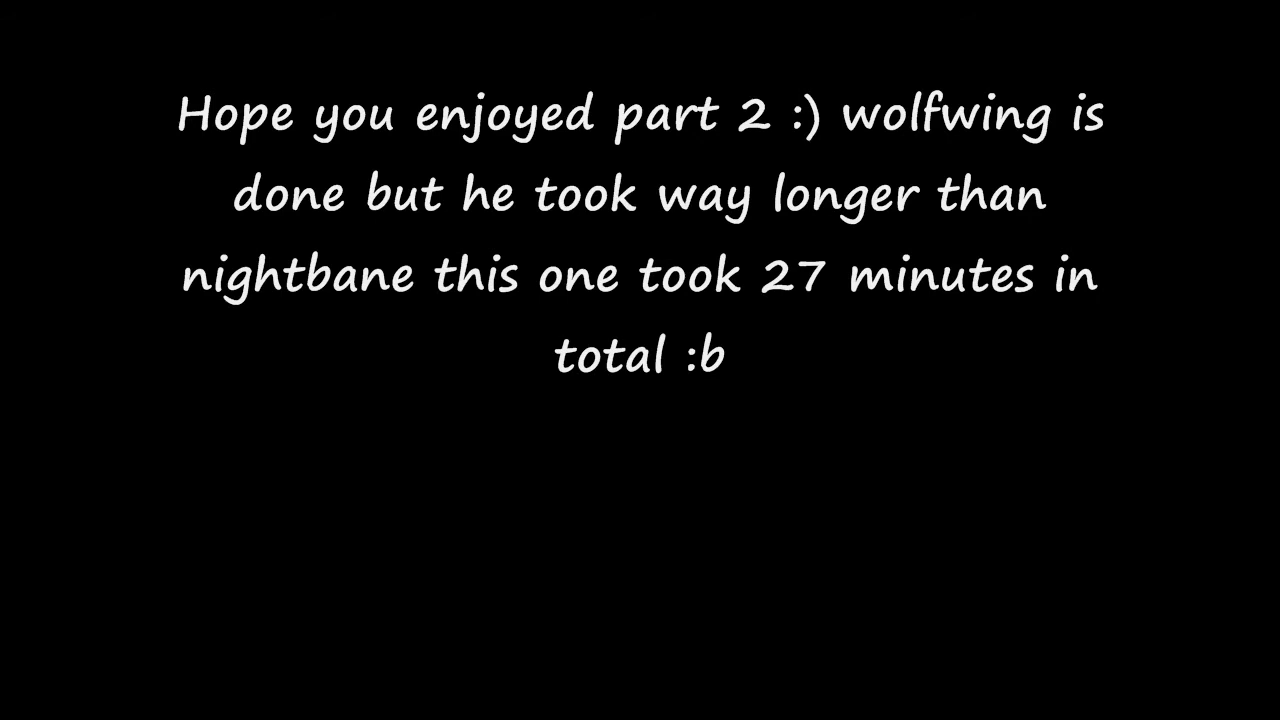 Hope you enjoyed part 2 :) wolfwing is
done but he took way longer than
nightbane this one took 27 minutes in
total :b